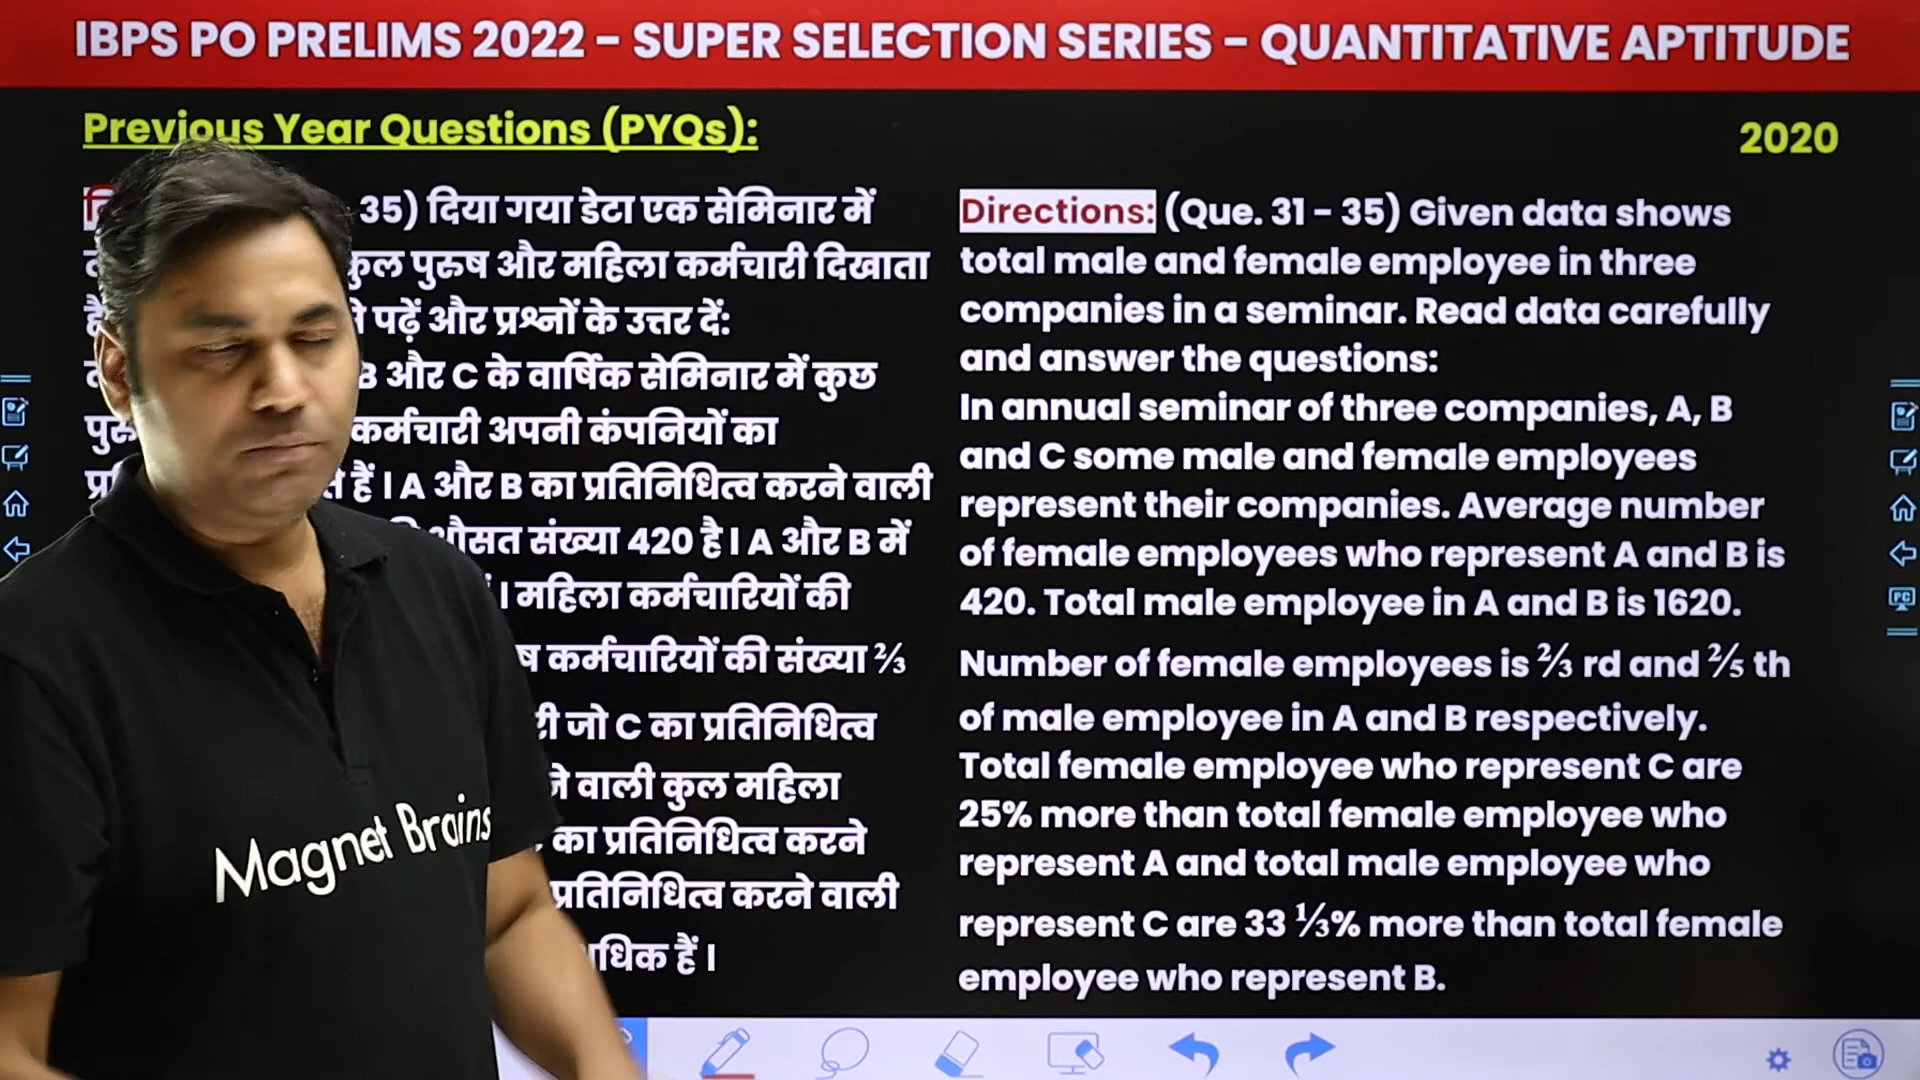 IBPS PO PRELIMS 2022 - SUPER SELECTION SERIES - QUANTITATIVE APTITUDE
Previous Year Questions (PYQs):
2020
35) दिया गया डेटा एक सेमिनार में
कुल पुरुष और महिला कर्मचारी दिखाता
पढ़ें और प्रश्नों के उत्तर दें:
B और C के वार्षिक सेमिनार में कुछ
कर्मचारी अपनी कंपनियों का
हैं । A और B का प्रतिनिधित्व करने वाली
औसत संख्या 420 है । A और B में
। महिला कर्मचारियों की
कर्मचारियों की संख्या ⅔
जो C का प्रतिनिधित्व
वाली कुल महिला
का प्रतिनिधित्व करने
प्रतिनिधित्व करने वाली
हैं ।
Directions: (Que. 31 - 35) Given data shows
total male and female employee in three
companies in a seminar. Read data carefully
and answer the questions:
In annual seminar of three companies, A, B
and C some male and female employees
represent their companies. Average number
of female employees who represent A and B is
420. Total male employee in A and B is 1620.
Number of female employees is ⅔ rd and ⅖ th
of male employee in A and B respectively.
Total female employee who represent C are
25% more than total female employee who
represent A and total male employee who
represent C are 33 ⅓% more than total female
employee who represent B.
Magnet Brains
PC